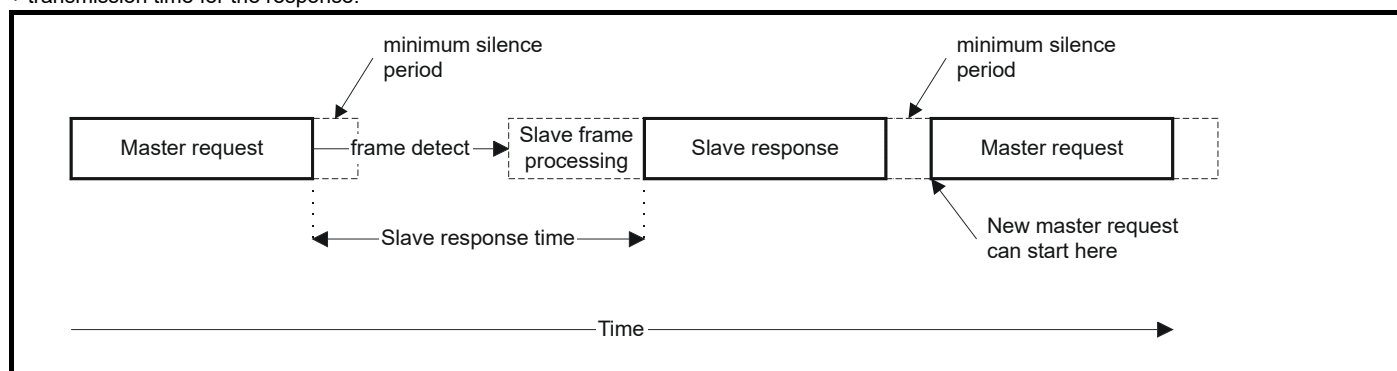 + transmission time for the response.
minimum silence
period
minimum silence
period
Master request
frame detect
Slave frame
processing
Slave response
Master request
Slave response time
New master request
can start here
Time